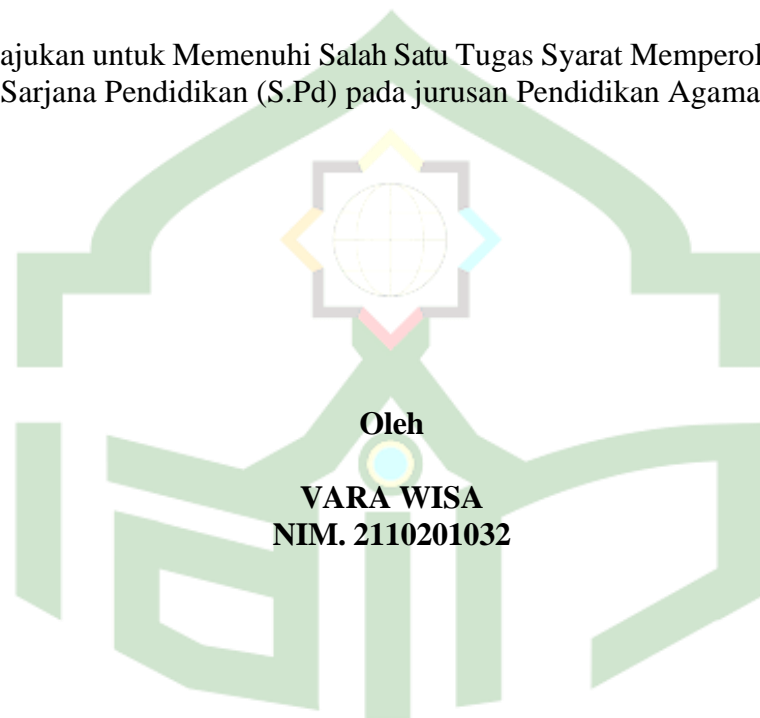 ajukan untuk Memenuhi Salah Satu Tugas Syarat Memperol
Sarjana Pendidikan (S.Pd) pada jurusan Pendidikan Agama
Oleh
VARA WISA
NIM. 2110201032